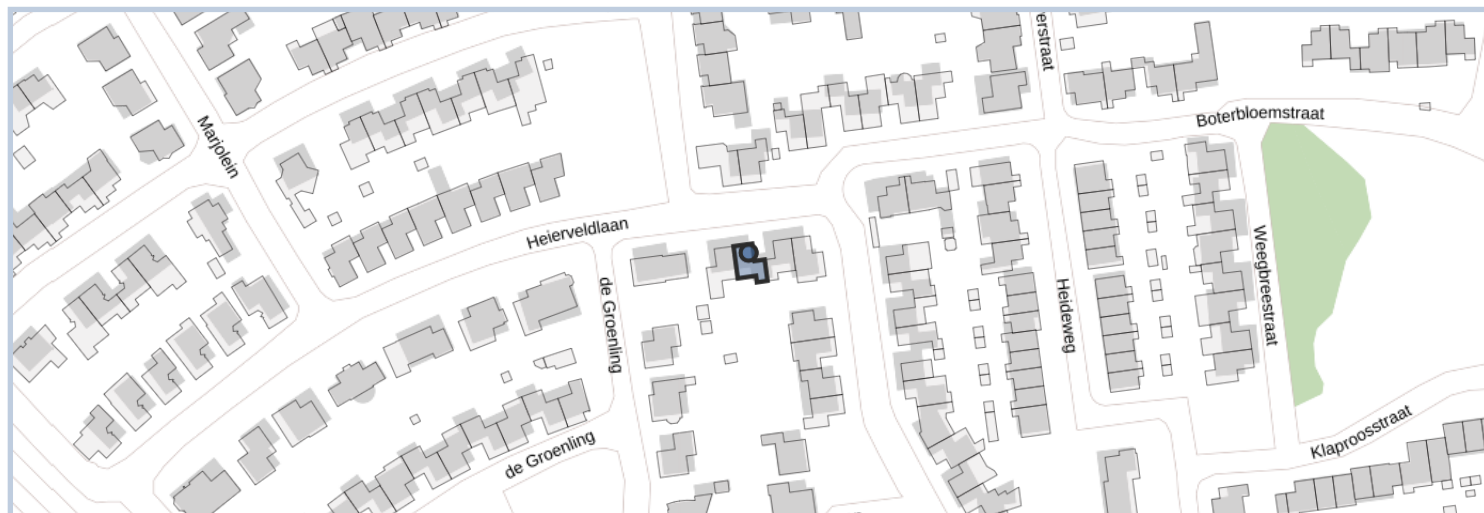 erstraat
Boterbloemstraat
Marjolein
Heierveldlaan
de Groenling
Heideweg
Weegbreestraat
de Groenling
Klaproosstraat